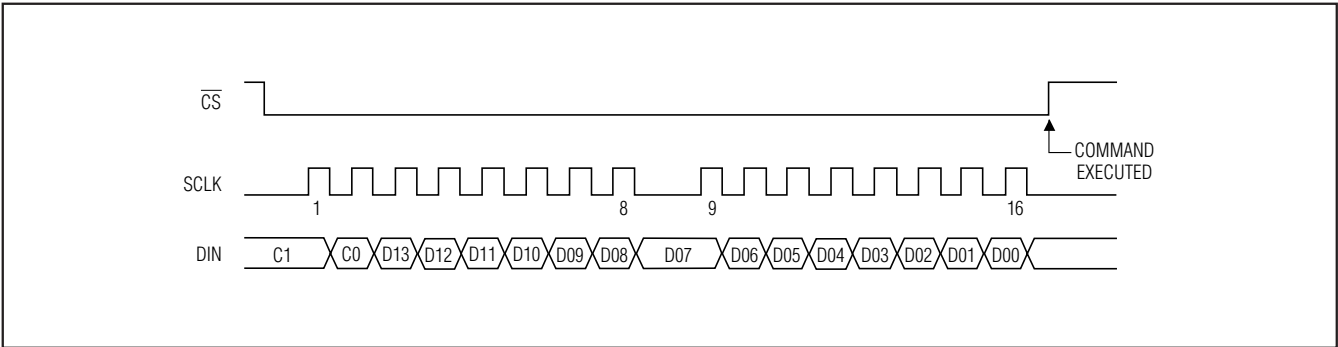 CS
COMMAND
EXECUTED
SCLK
1 8 9 16
DIN C1 C0 D13 D12 D11 D10 D09 D08 D07 D06 D05 D04 D03 D02 D01 D00